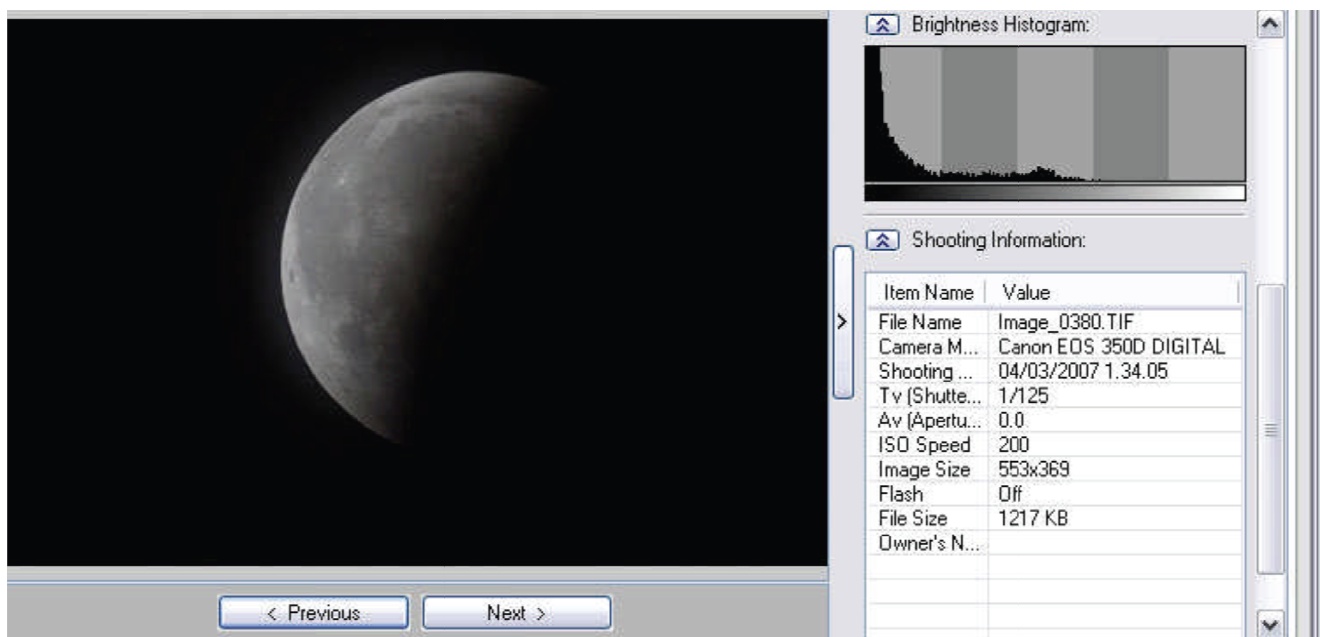 Brightness Histogram:
Shooting Information:
Item Name Value
File Name Image_0380.TIF
Camera M... Canon EOS 350D DIGITAL
Shooting ... 04/03/2007 1.34.05
Tv (Shutte... 1/125
Av (Apertu... 0.0
ISO Speed 200
Image Size 553x369
Flash Off
File Size 1217 KB
Owner's N...
>
< Previous Next >